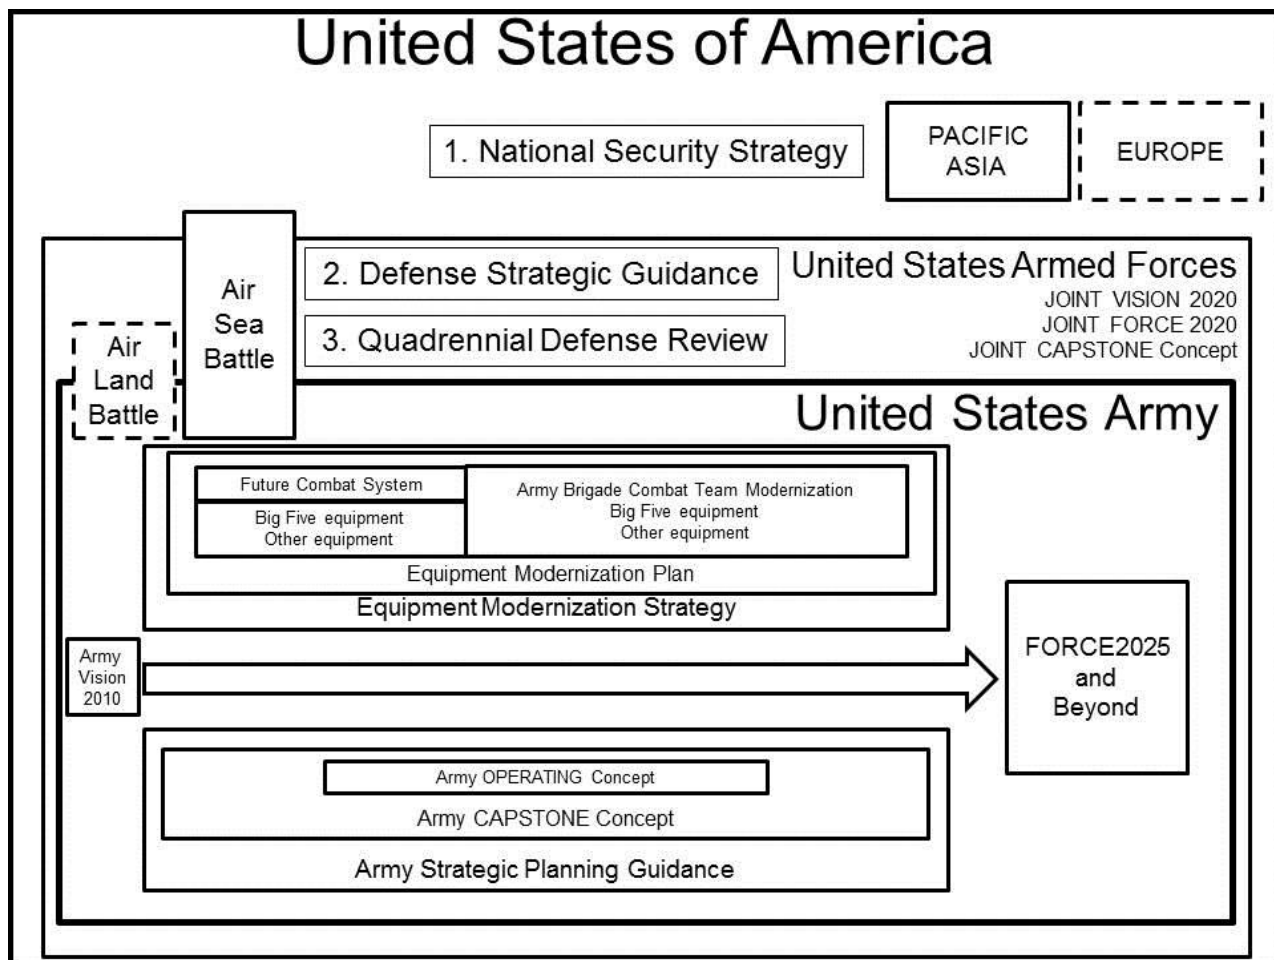 United States of America
1. National Security Strategy
PACIFIC
ASIA
EUROPE
Air
Sea
Battle
2. Defense Strategic Guidance
3. Quadrennial Defense Review
United States Armed Forces
JOINT VISION 2020
JOINT FORCE 2020
JOINT CAPSTONE Concept
Air
Land
Battle
United States Army
Future Combat System
Big Five equipment
Other equipment
Army Brigade Combat Team Modernization
Big Five equipment
Other equipment
Equipment Modernization Plan
Equipment Modernization Strategy
Army
Vision
2010
FORCE2025
and
Beyond
Army OPERATING Concept
Army CAPSTONE Concept
Army Strategic Planning Guidance